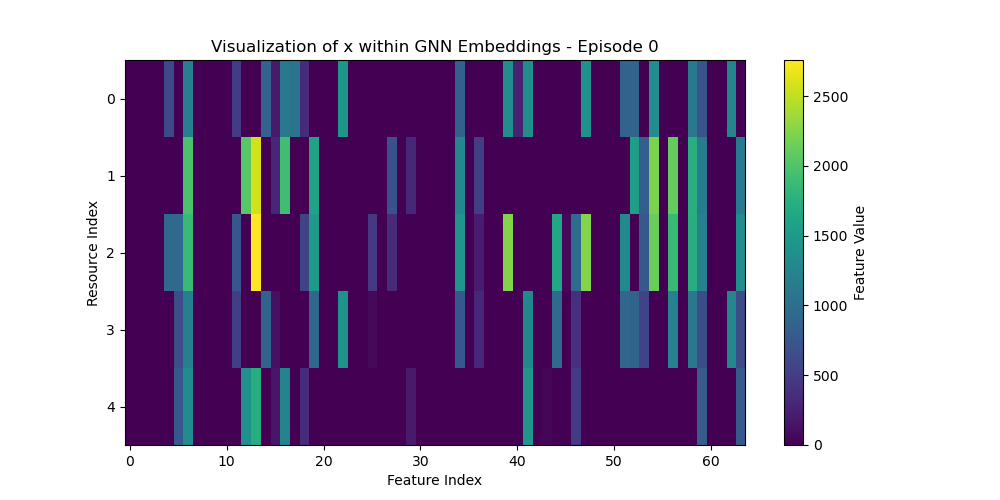 Visualization of x within GNN Embeddings - Episode 0
Resource Index
0
1
2
3
4
0 10 20 30 40 50 60
Feature Index
2500
2000
1500
1000
500
0
Feature Value